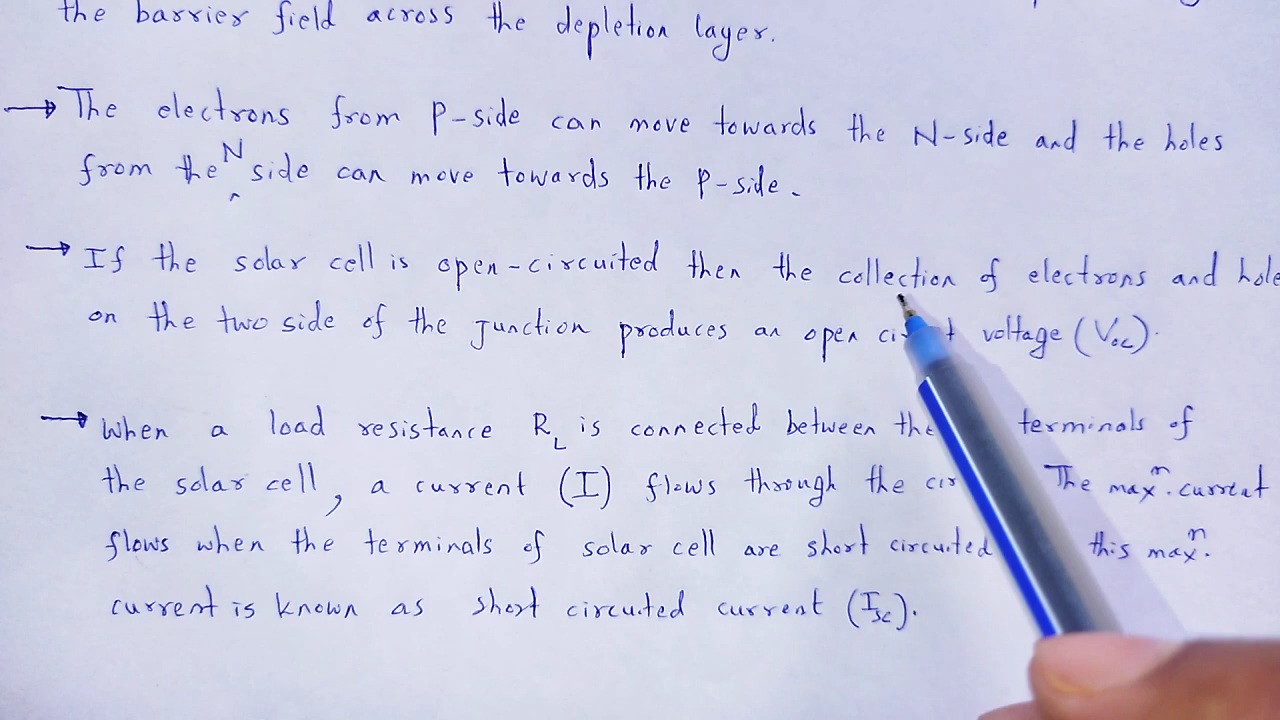 the barrier field across the depletion layer.
→ The electrons from P-side can move towards the N-side and the holes
from the N side can move towards the P-side.
→ If the solar cell is open-circuited then the collection of electrons and hole
on the two side of the junction produces an open voltage (Voc).
→ When a load resistance RL is connected between terminals of
the solar cell, a current (I) flows through the The maxm. current
flows when the terminals of solar cell are short circuited this maxm.
current is known as short circuited current (Isc).